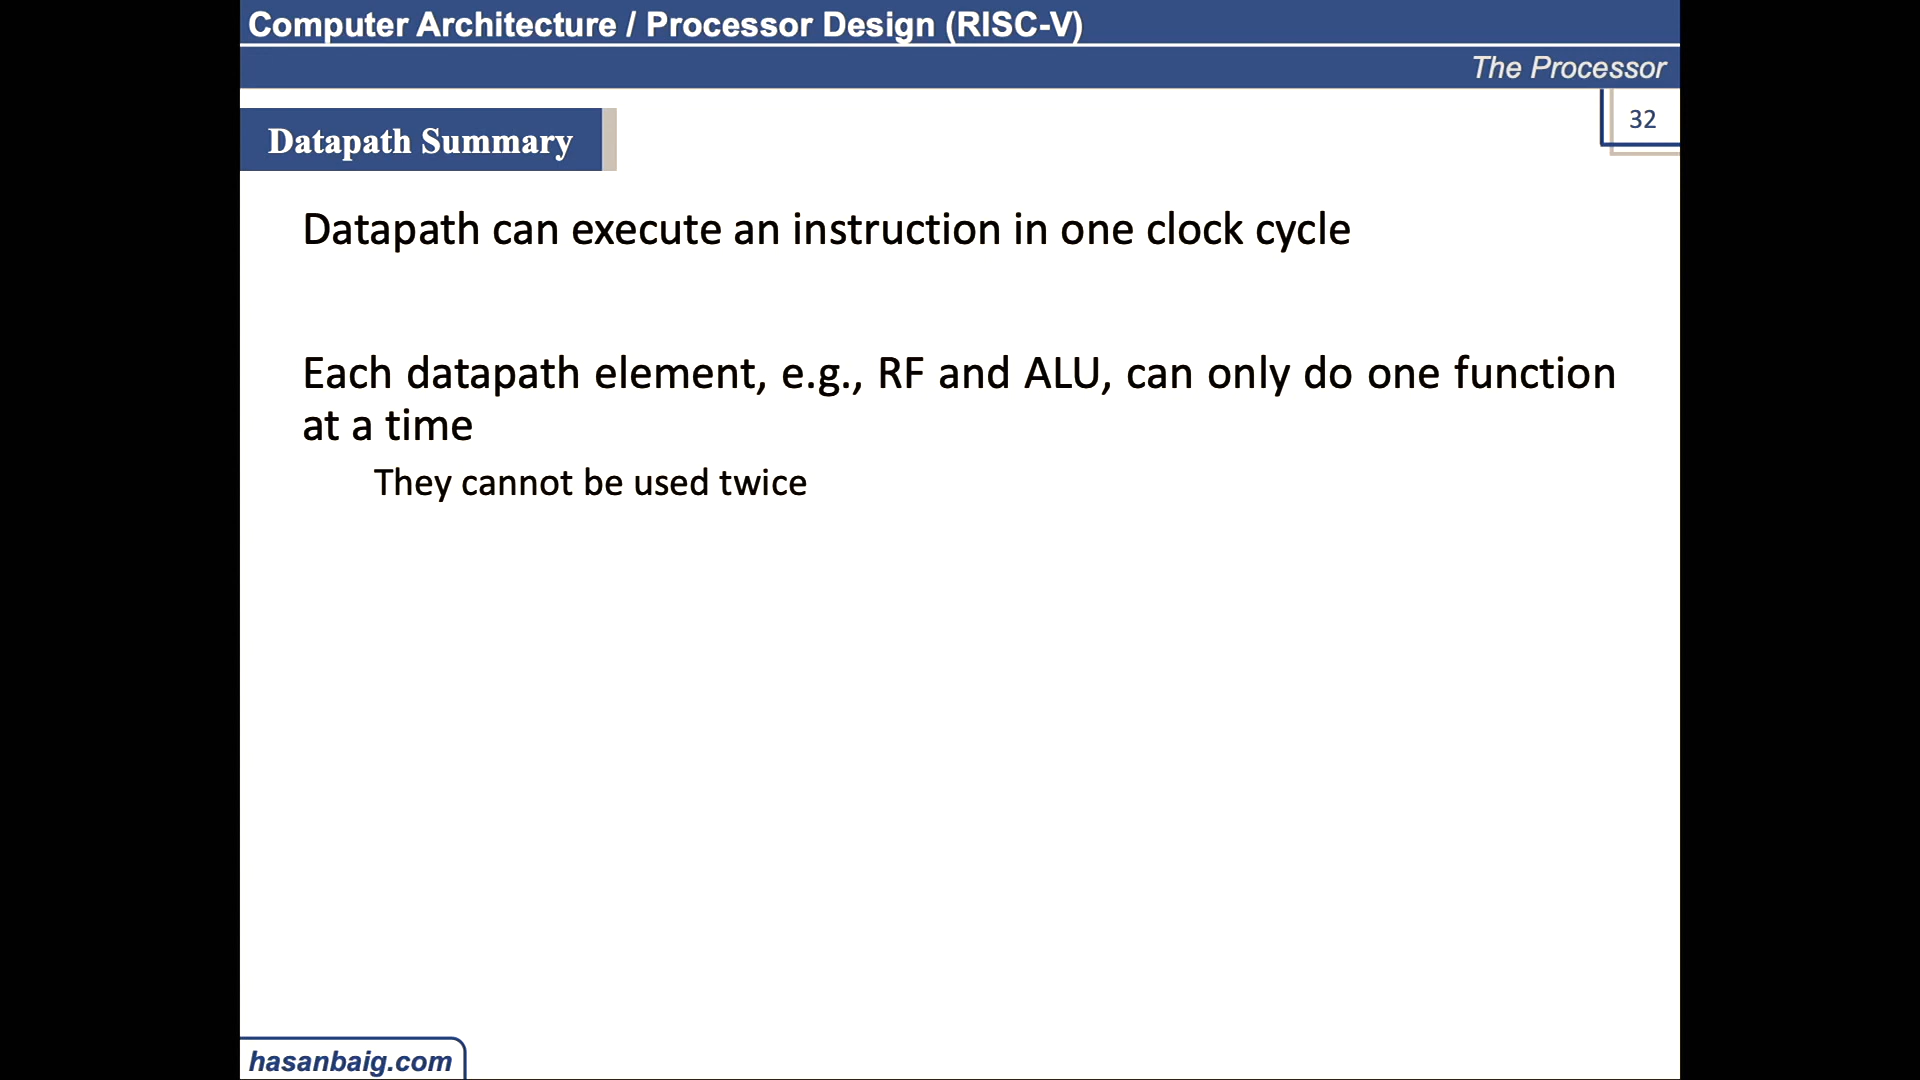 Computer Architecture / Processor Design (RISC-V)
The Processor
32
Datapath Summary
Datapath can execute an instruction in one clock cycle
Each datapath element, e.g., RF and ALU, can only do one function
at a time
They cannot be used twice
hasanbaig.com